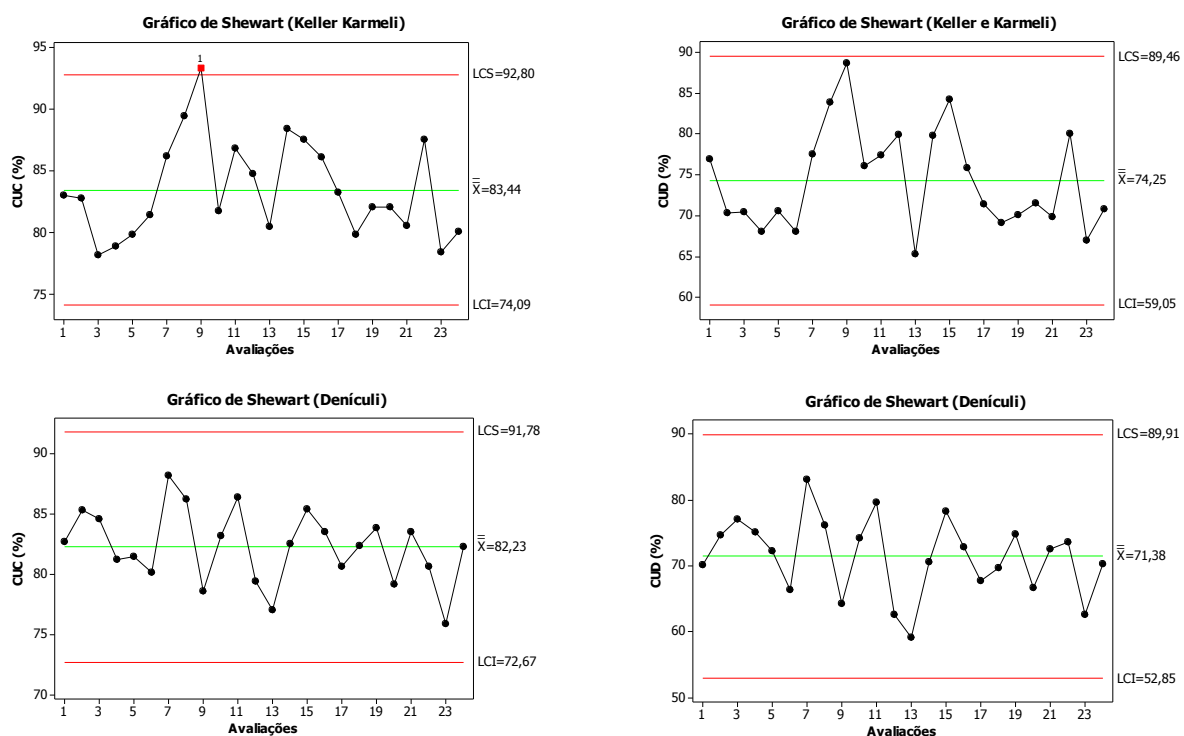 Gráfico de Shewart (Keller Karmeli)
95
90
85
80
75
CUC (%)
1
LCS=92,80
X=83,44
LCI=74,09
1 3 5 7 9 11 13 15 17 19 21 23
Avaliações
Gráfico de Shewart (Keller e Karmeli)
90
85
80
75
70
65
60
CUD (%)
LCS=89,46
X=74,25
LCI=59,05
1 3 5 7 9 11 13 15 17 19 21 23
Avaliações
Gráfico de Shewart (Denículi)
90
85
80
75
70
CUC (%)
LCS=91,78
X=82,23
LCI=72,67
1 3 5 7 9 11 13 15 17 19 21 23
Avaliações
Gráfico de Shewart (Denículi)
90
80
70
60
50
CUD (%)
LCS=89,91
X=71,38
LCI=52,85
1 3 5 7 9 11 13 15 17 19 21 23
Avaliações